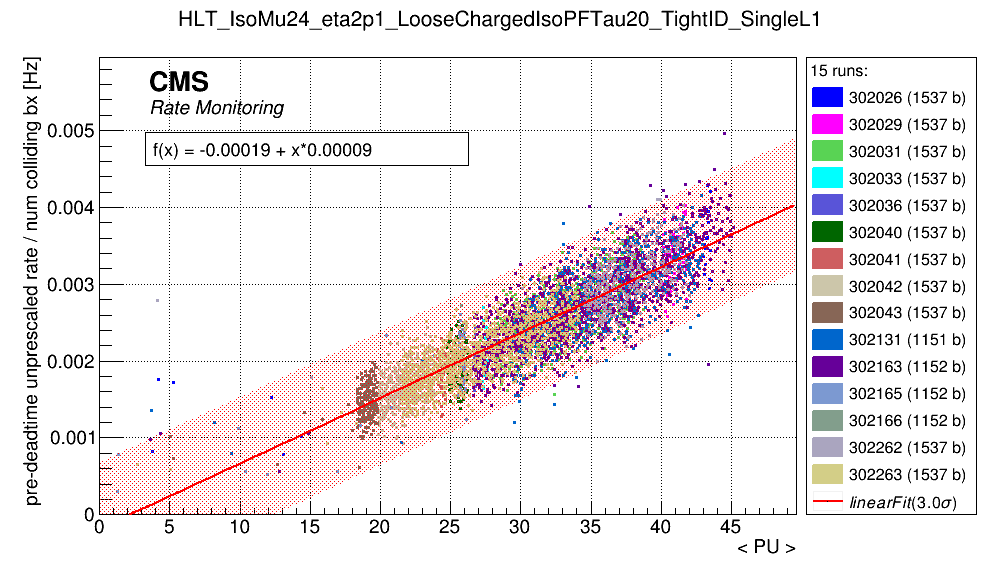 HLT_IsoMu24_eta2p1_LooseChargedIsoPFTau20_TightID_SingleL1
pre-deadtime unprescaled rate / num colliding bx [Hz]
CMS
Rate Monitoring
f(x) = -0.00019 + x*0.00009
0.005
0.004
0.003
0.002
0.001
0
0 5 10 15 20 25 30 35 40 45
< PU >
15 runs:
302026 (1537 b)
302029 (1537 b)
302031 (1537 b)
302033 (1537 b)
302036 (1537 b)
302040 (1537 b)
302041 (1537 b)
302042 (1537 b)
302043 (1537 b)
302131 (1151 b)
302163 (1152 b)
302165 (1152 b)
302166 (1152 b)
302262 (1537 b)
302263 (1537 b)
linearFit(3.0σ)